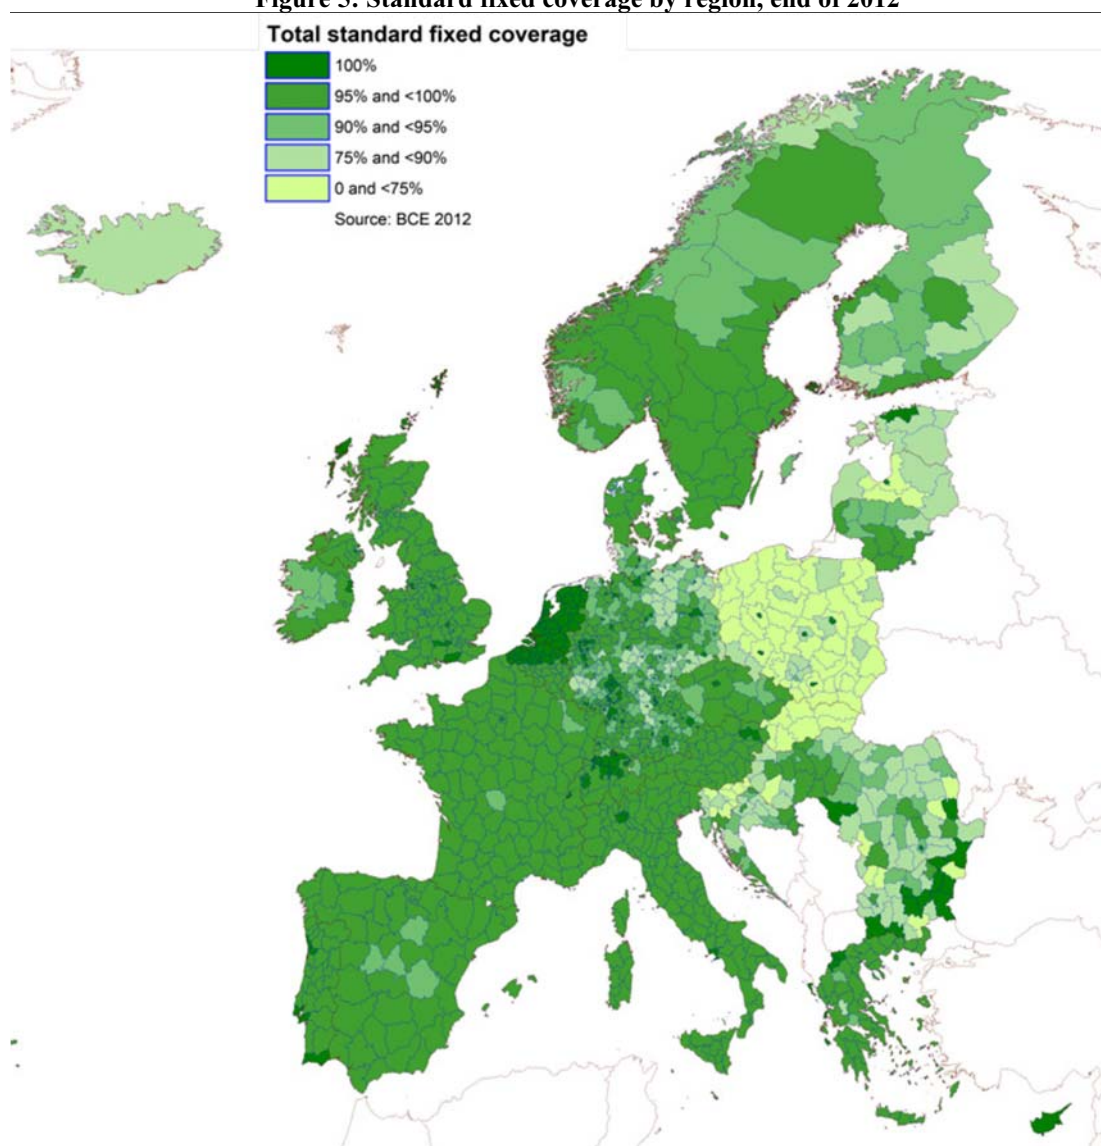 Figure 5: Standard fixed coverage by region, end of 2012
Total standard fixed coverage
100%
95% and <100%
90% and <95%
75% and <90%
0 and <75%
Source: BCE 2012